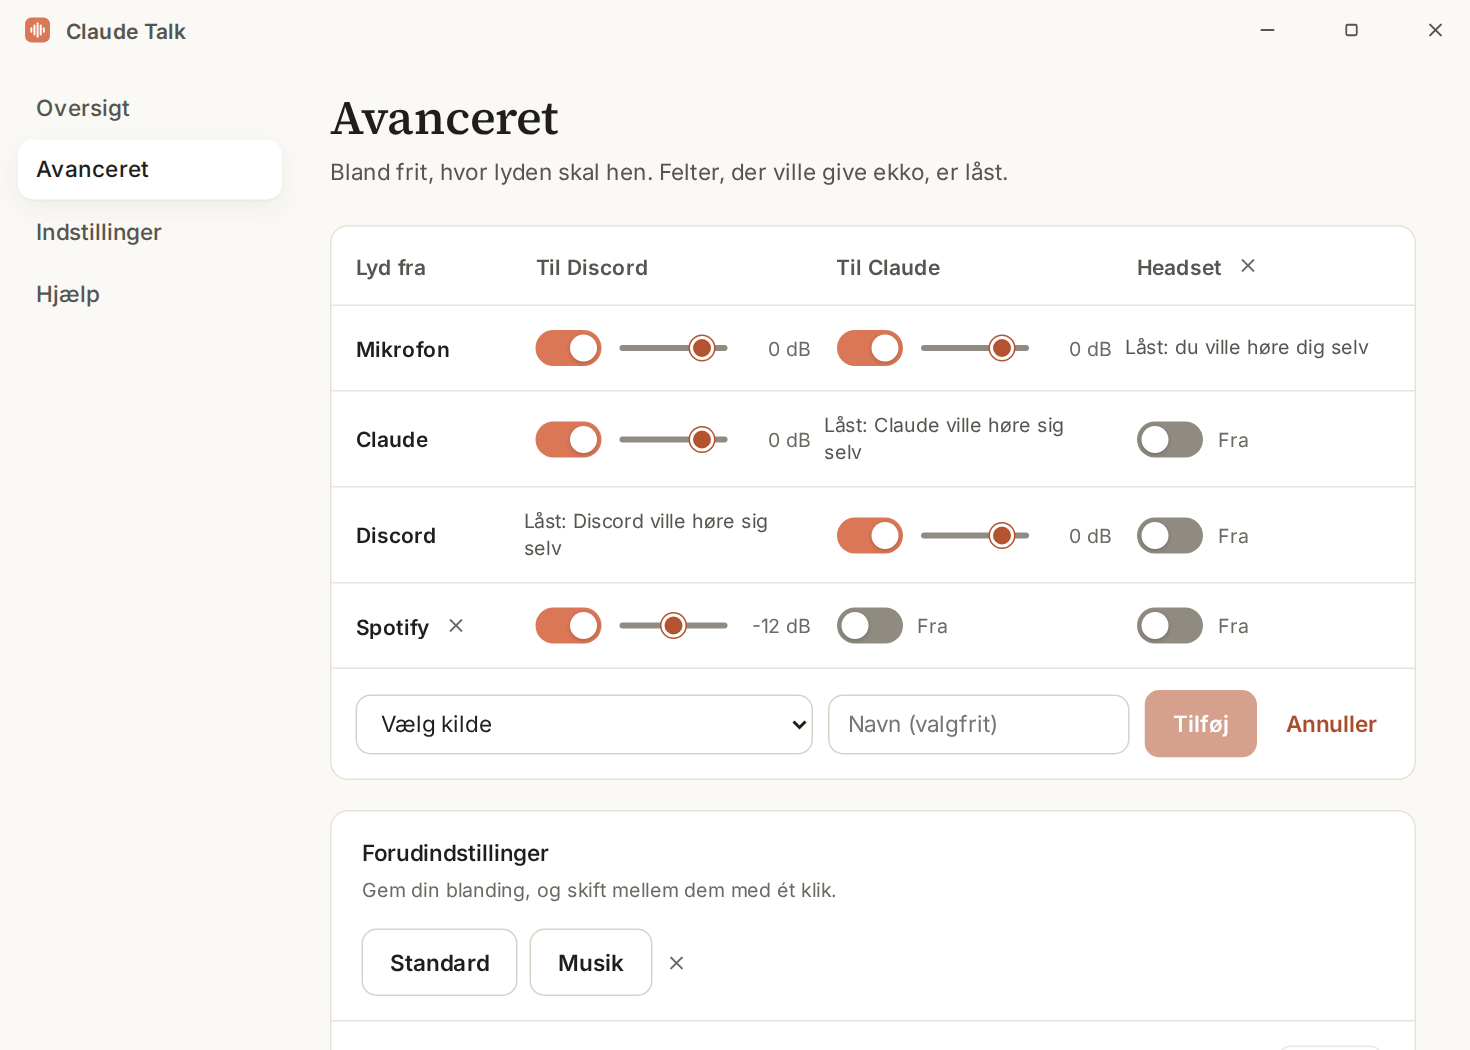 Claude Talk
Oversigt
Avanceret
Indstillinger
Hjælp
Avanceret
Bland frit, hvor lyden skal hen. Felter, der ville give ekko, er låst.
Lyd fra Til Discord Til Claude Headset
Mikrofon 0 dB 0 dB Låst: du ville høre dig selv
Claude 0 dB Låst: Claude ville høre sig
selv Fra
Discord Låst: Discord ville høre sig
selv 0 dB Fra
Spotify -12 dB Fra Fra
Vælg kilde Navn (valgfrit) Tilføj Annuller
Forudindstillinger
Gem din blanding, og skift mellem dem med ét klik.
Standard Musik